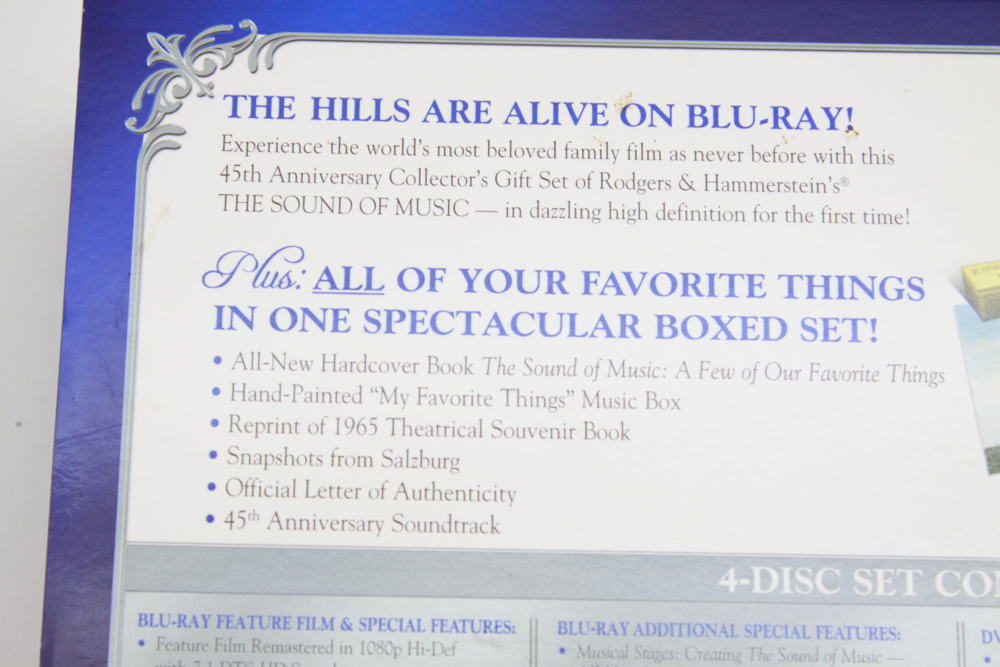 THE HILLS ARE ALIVE ON BLU-RAY!
Experience the world's most beloved family film as never before with this
45th Anniversary Collector's Gift Set of Rodgers & Hammerstein's®
THE SOUND OF MUSIC — in dazzling high definition for the first time!
Plus: ALL OF YOUR FAVORITE THINGS
IN ONE SPECTACULAR BOXED SET!
• All-New Hardcover Book The Sound of Music: A Few of Our Favorite Things
• Hand-Painted “My Favorite Things” Music Box
• Reprint of 1965 Theatrical Souvenir Book
• Snapshots from Salzburg
• Official Letter of Authenticity
• 45th Anniversary Soundtrack
4-DISC SET CO
BLU-RAY FEATURE FILM & SPECIAL FEATURES:
• Feature Film Remastered in 1080p Hi-Def
BLU-RAY ADDITIONAL SPECIAL FEATURES:
• Musical Stages: Creating The Sound of Music —